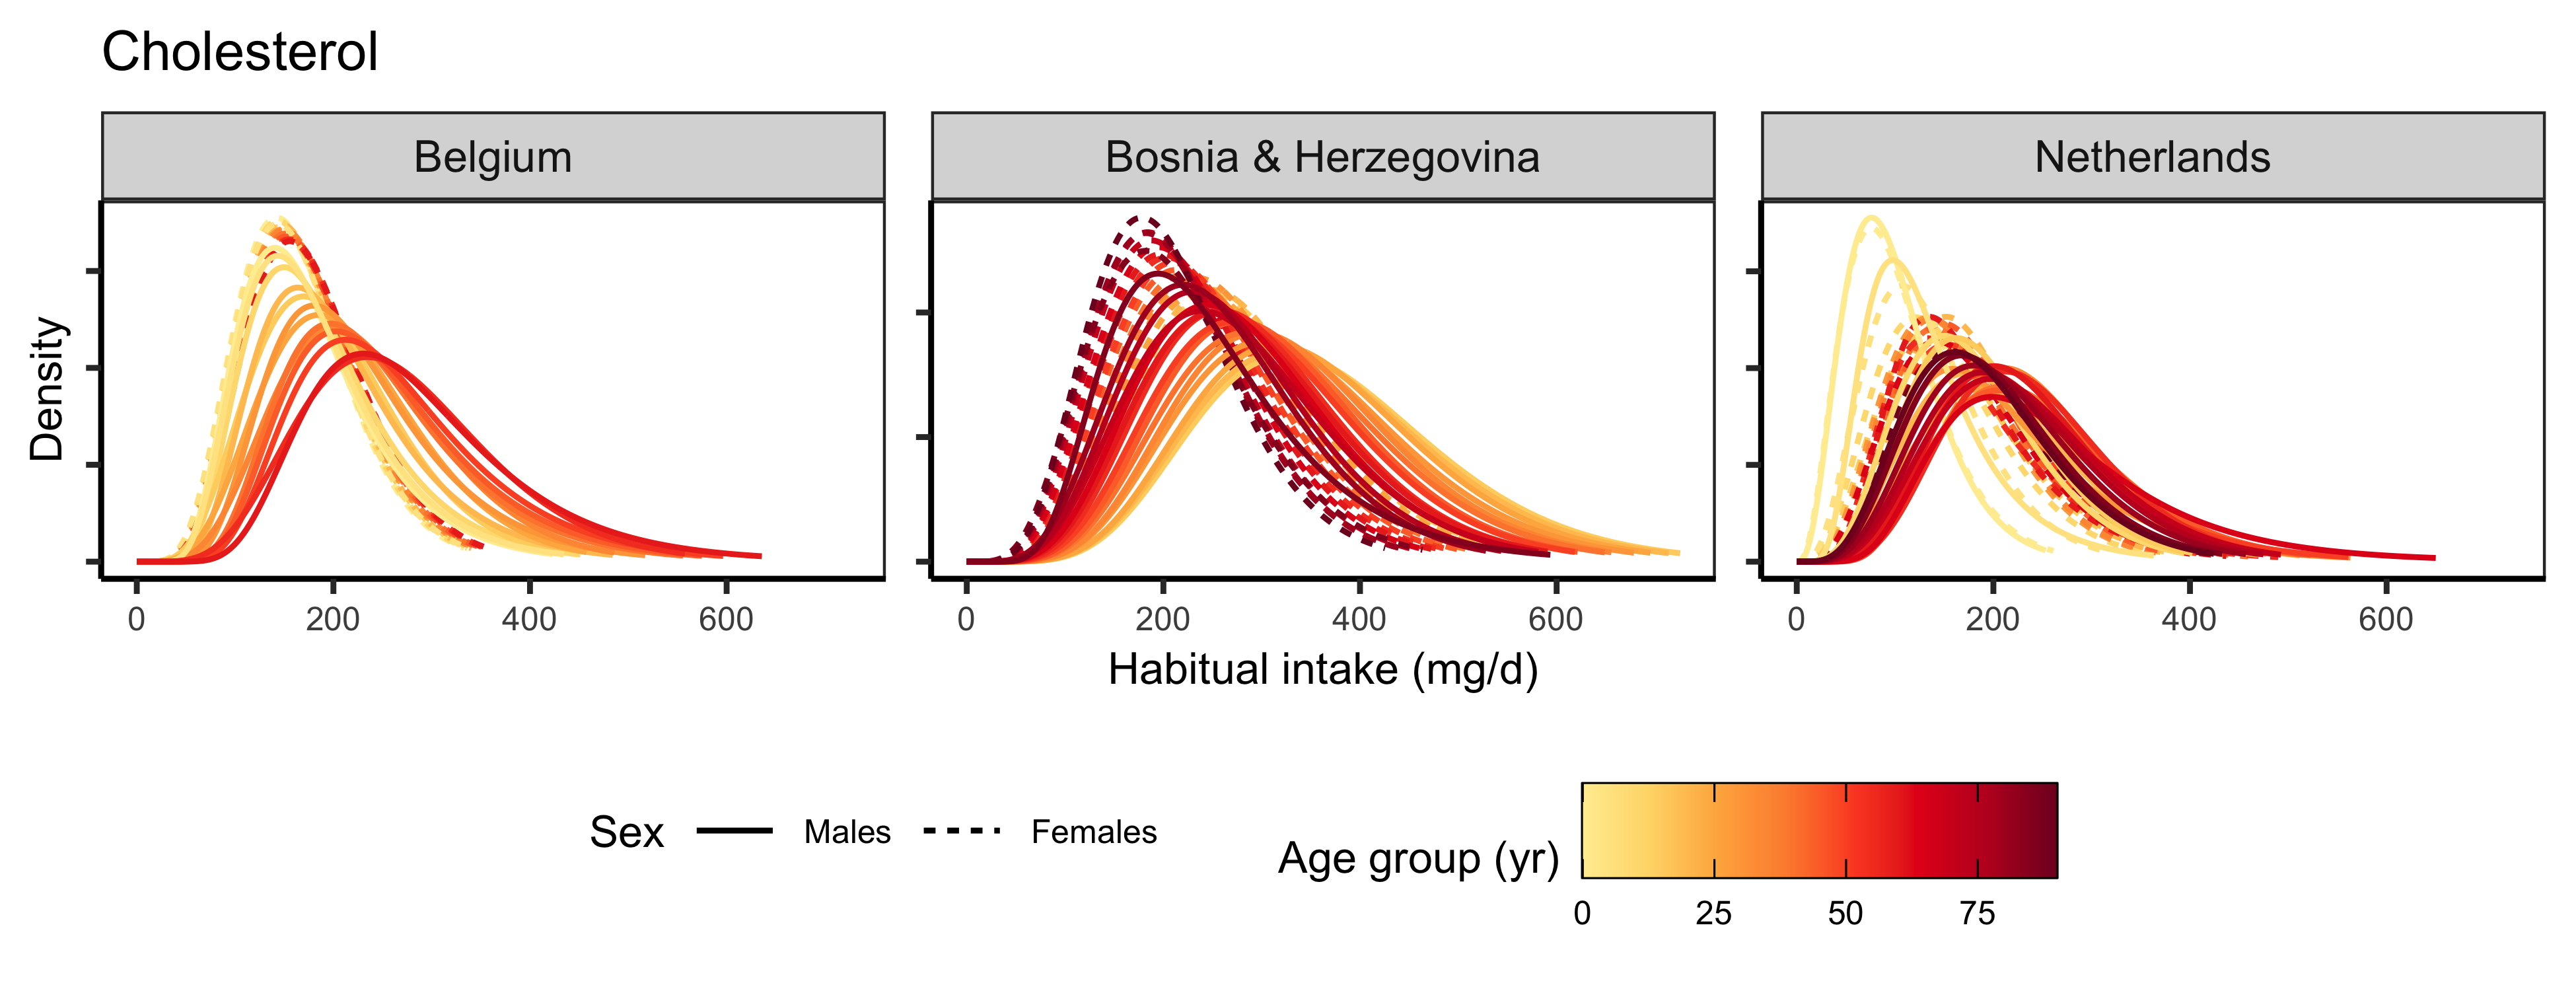 Cholesterol
Belgium
Bosnia & Herzegovina
Netherlands
Density
0 200 400 600
0 200 400 600
0 200 400 600
Habitual intake (mg/d)
Sex Males Females
Age group (yr)
0 25 50 75